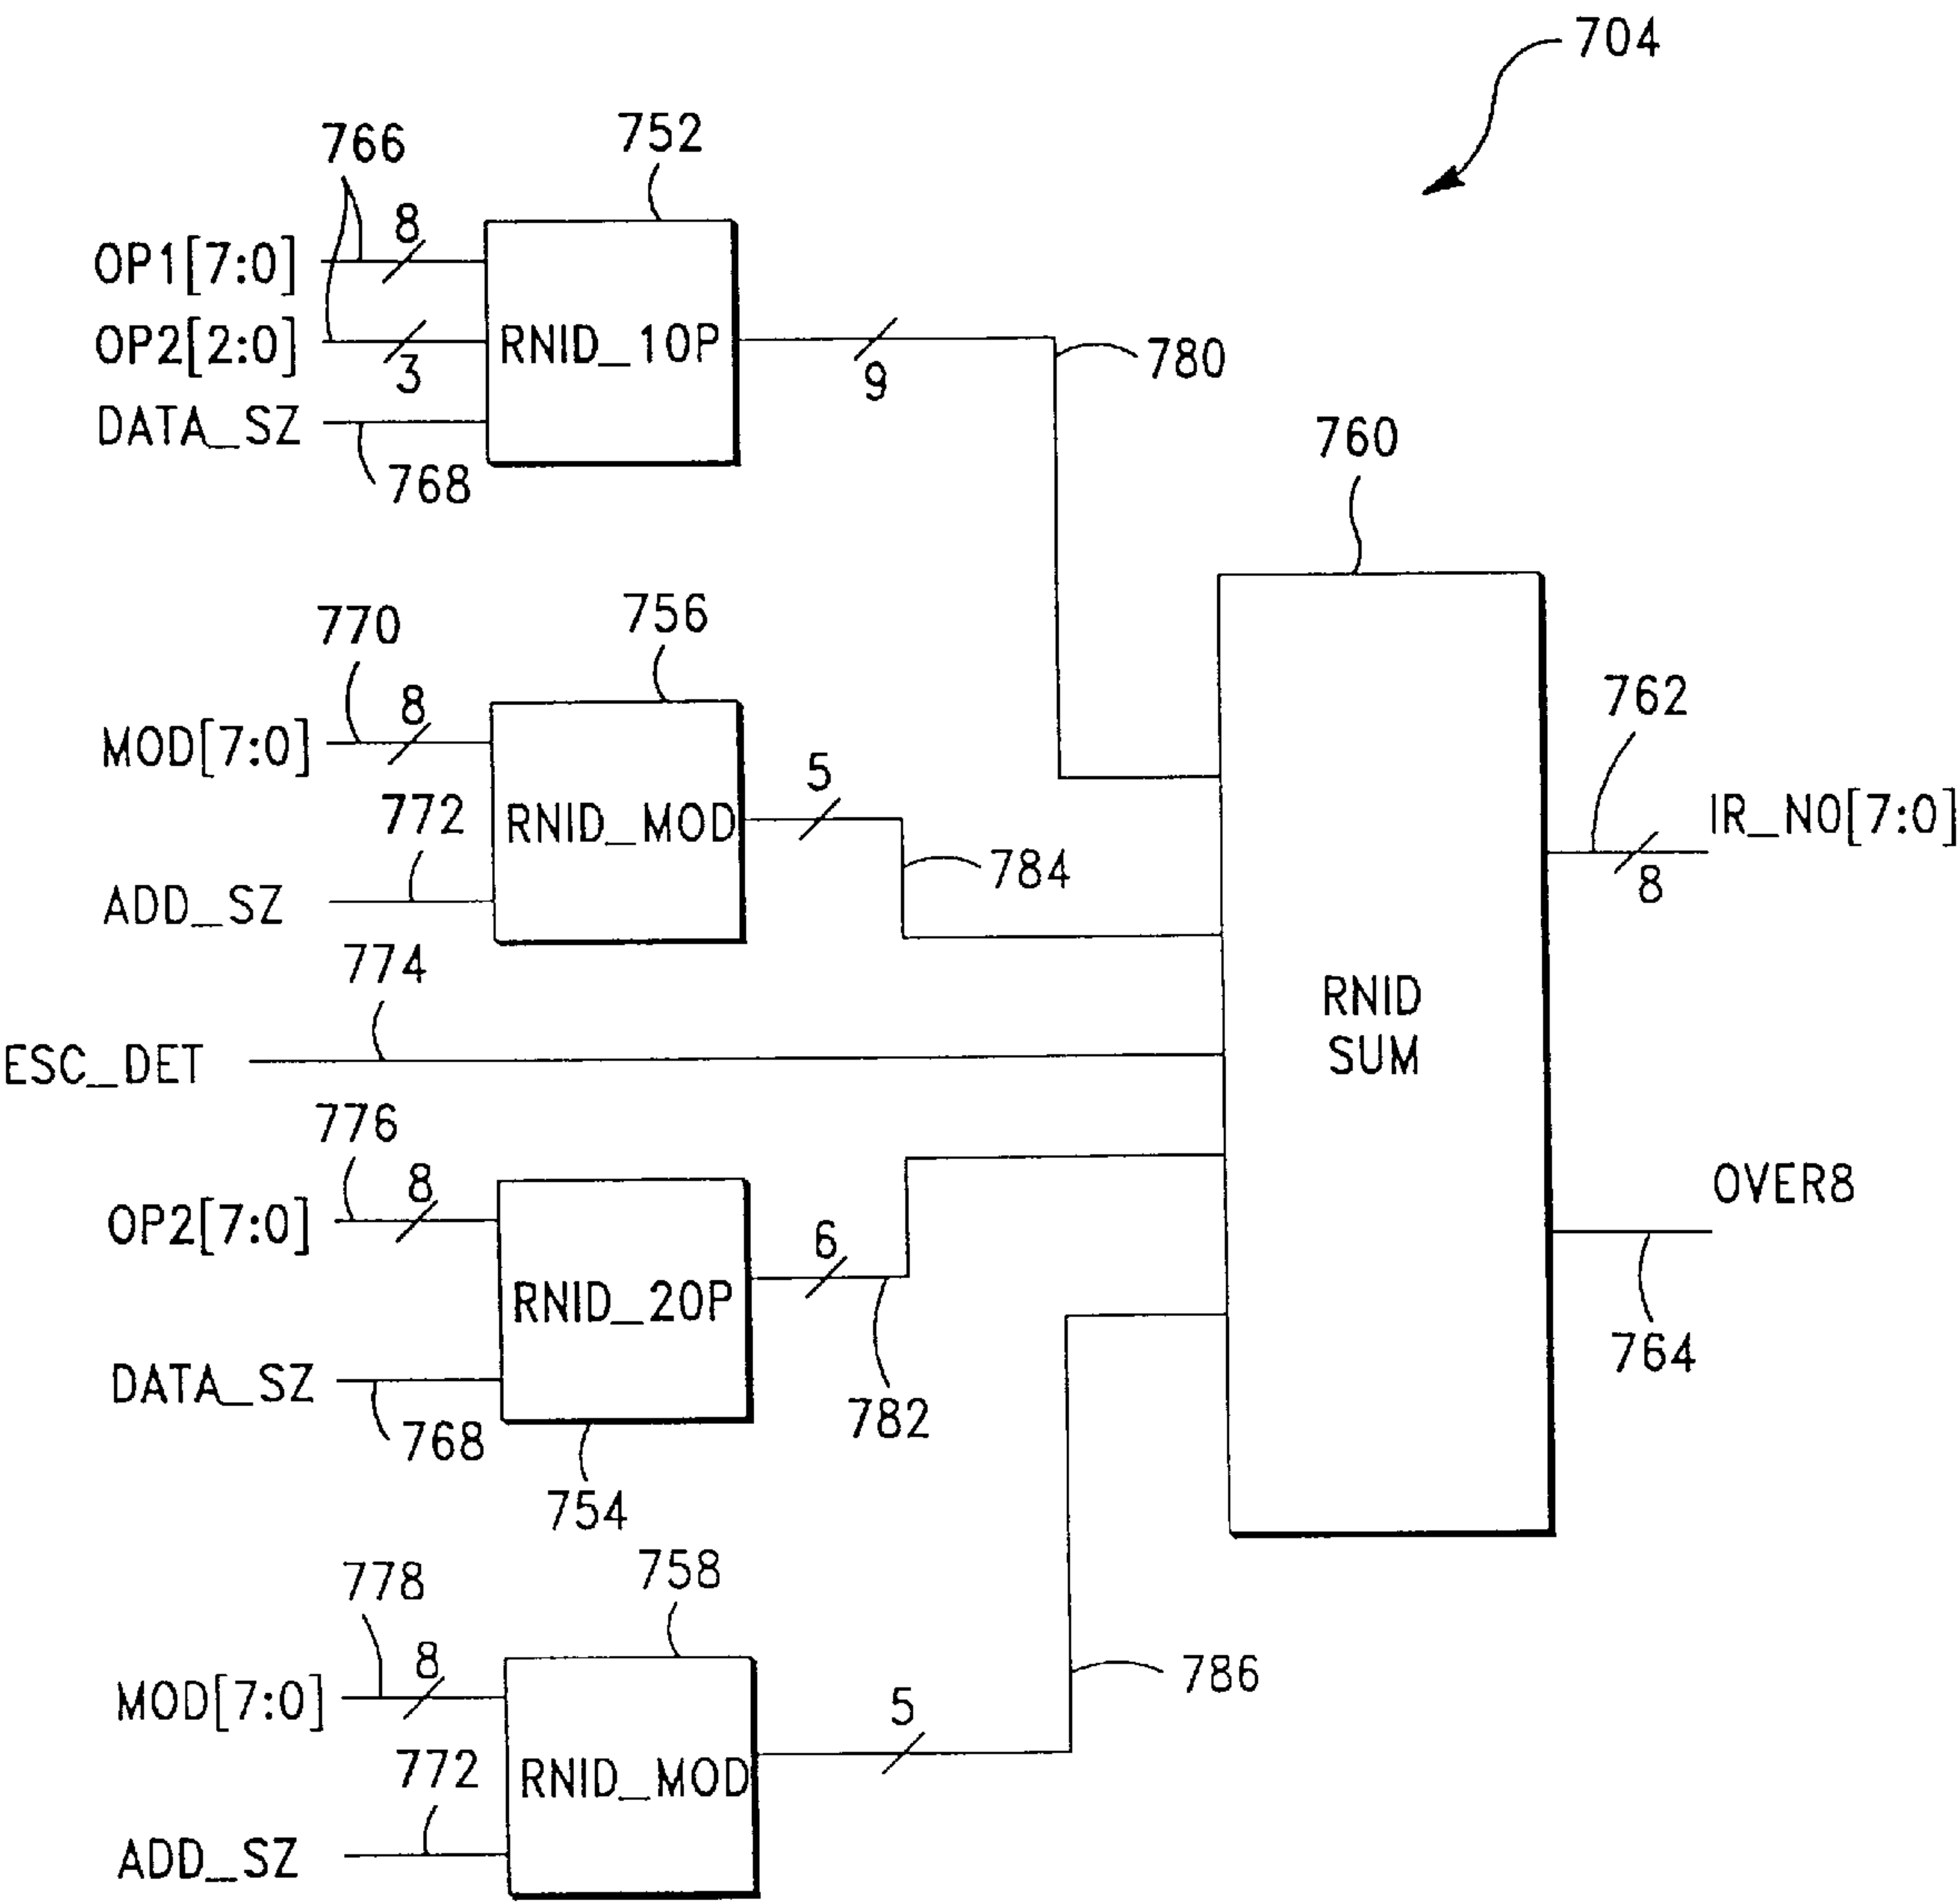 704
766
752
8
OP1[7:0]
OP2[2:0]
3
RNID_1OP
9
780
DATA_SZ
768
760
770
756
8
MOD[7:0]
5
762
772
RNID_MOD
IR_NO[7:0]
784
8
ADD_SZ
774
RNID
SUM
ESC_DET
776
8
OP2[7:0]
6
OVER8
RNID_2OP
764
DATA_SZ
768
782
754
778
758
8
MOD[7:0]
5
786
772
RNID_MOD
ADD_SZ